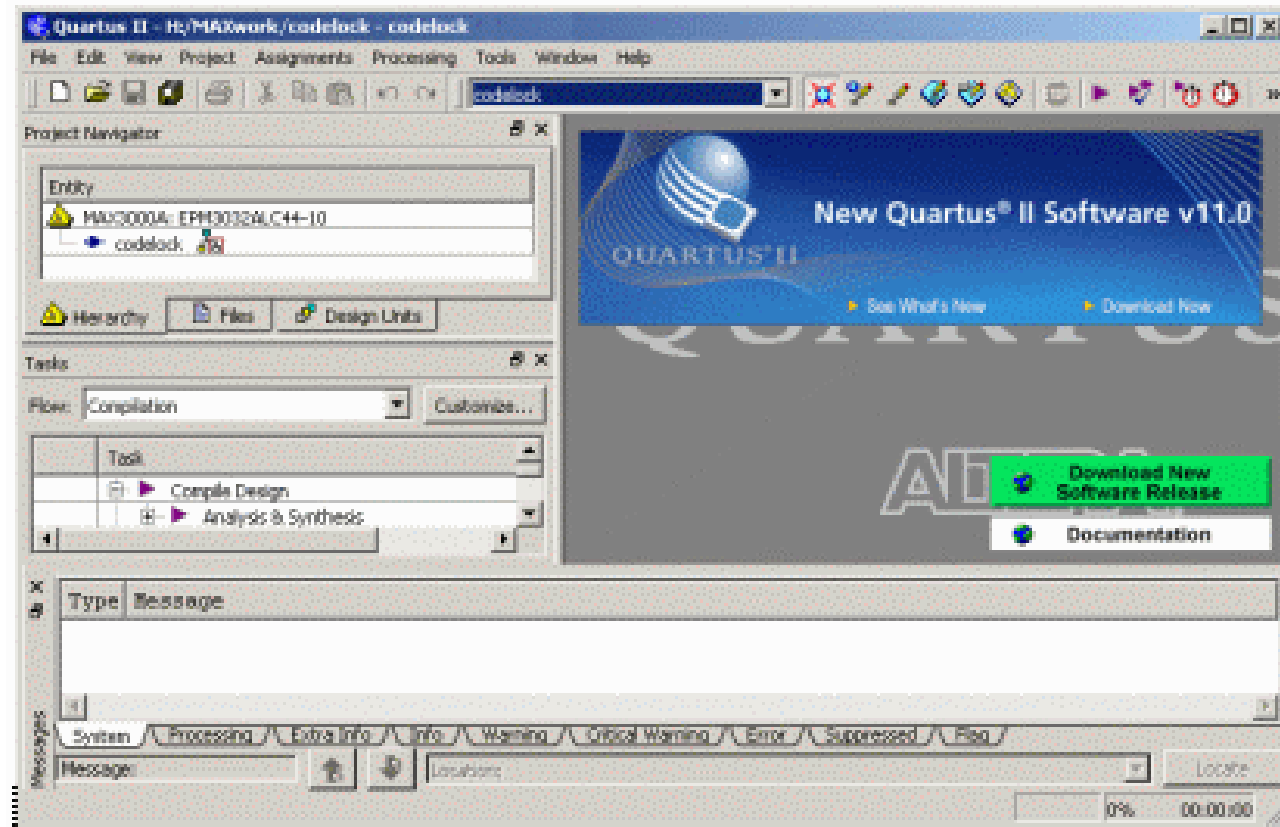 Quartus II - H:/MAXwork/codelock - codelock
File Edit View Project Assignments Processing Tools Window Help
codelock
Project Navigator
Entity
MAX3000A: EPM3032ALC44-10
codelock
Hierarchy Files Design Units
Tasks
Flow: Compilation Customize...
Task
Compile Design
Analysis & Synthesis
New Quartus® II Software v11.0
QUARTUS® II
See What's New Download Now
QUARTUS
Download New
Software Release
Documentation
Type Message
Messages
System Processing Extra Info Info Warning Critical Warning Error Suppressed Flag
Message: Location: Locate
0% 00:00:00